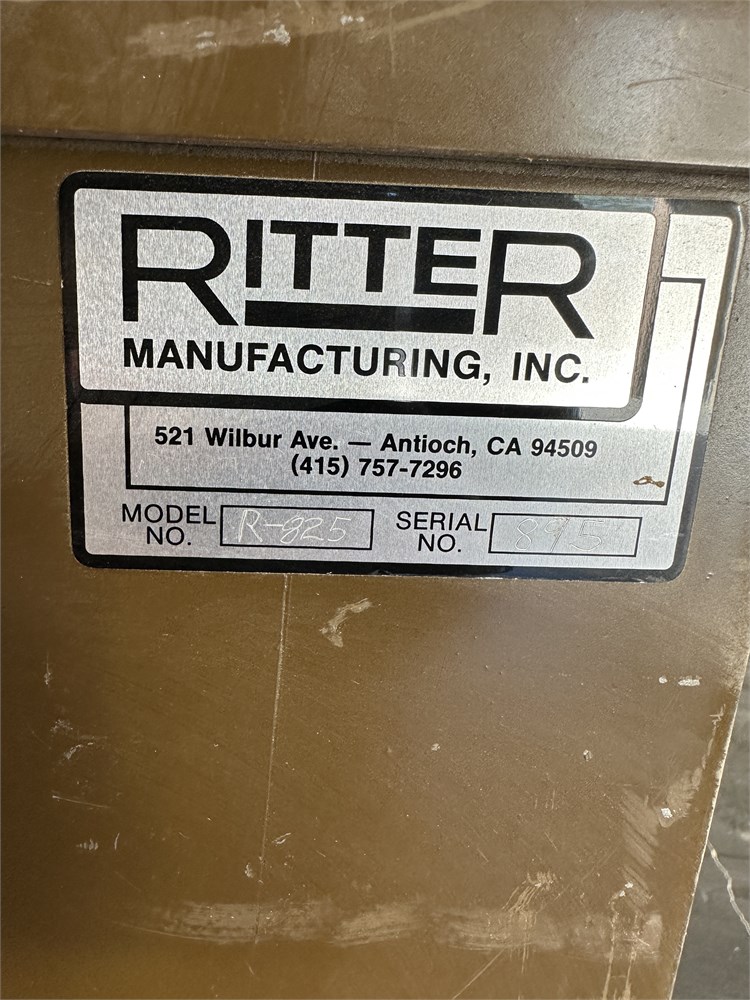 RITTER
MANUFACTURING, INC.
521 Wilbur Ave. — Antioch, CA 94509
(415) 757-7296
MODEL NO. R-825 SERIAL NO. 895